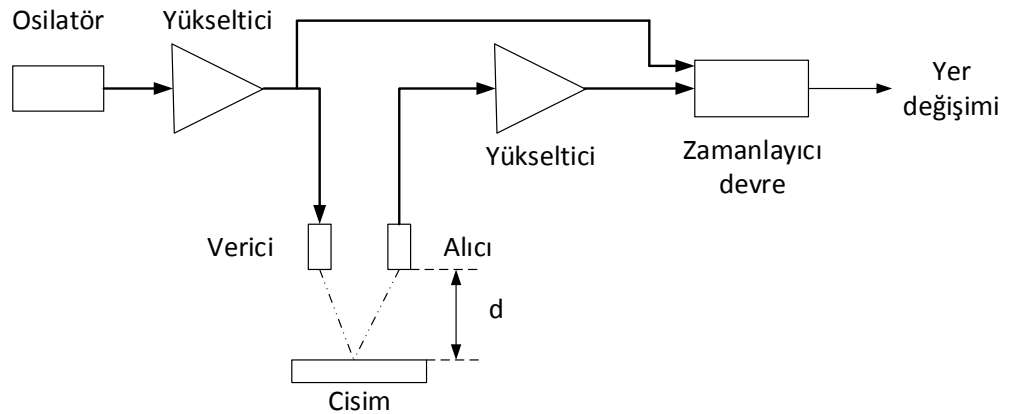 Osilatör
Yükseltici
Yer
değişimi
Yükseltici
Zamanlayıcı
devre
Verici
Alıcı
d
Cisim